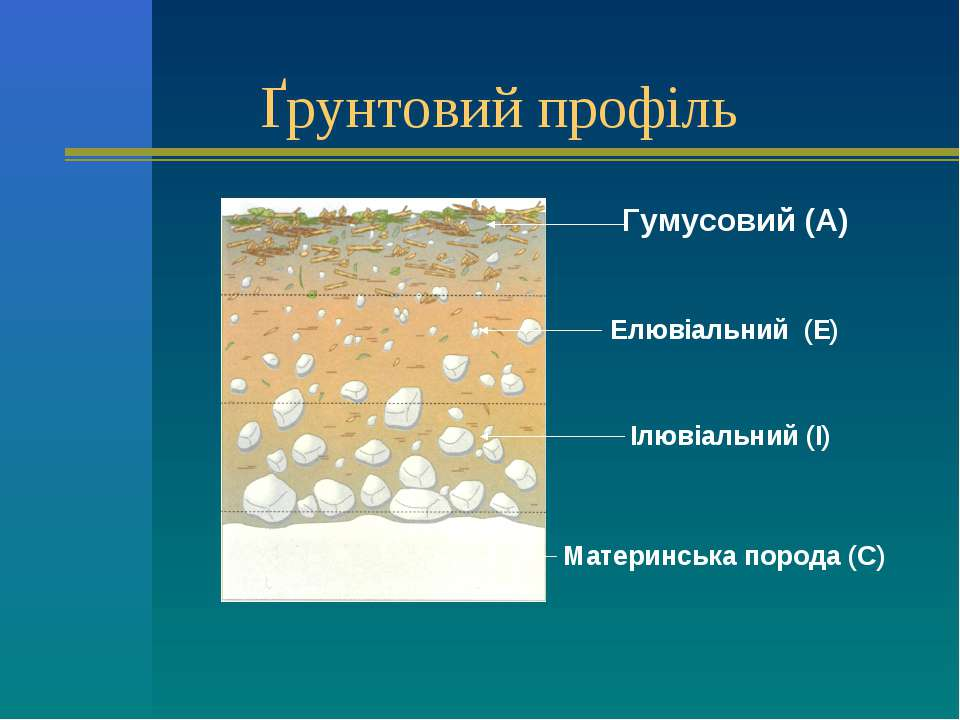 Ґрунтовий профіль
Гумусовий (А)
Елювіальний (Е)
Ілювіальний (І)
Материнська порода (С)